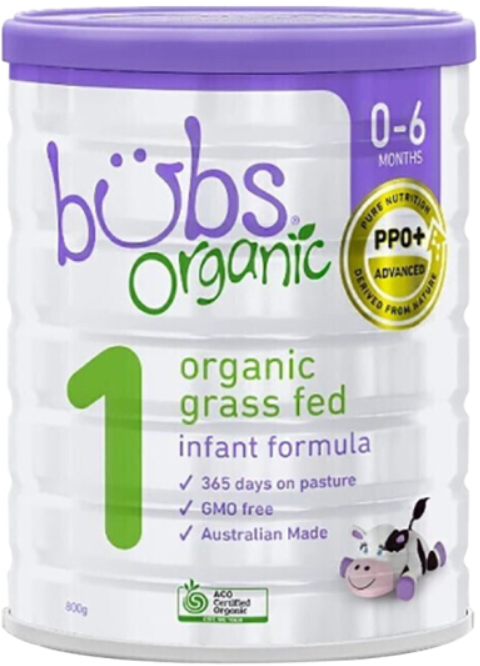 0-6
MONTHS
bübs®
organic
PURE NUTRITION
PPO+
ADVANCED
DERIVED FROM NATURE
1
organic
grass fed
infant formula
✓ 365 days on pasture
✓ GMO free
✓ Australian Made
ACO
Certified
Organic
800g